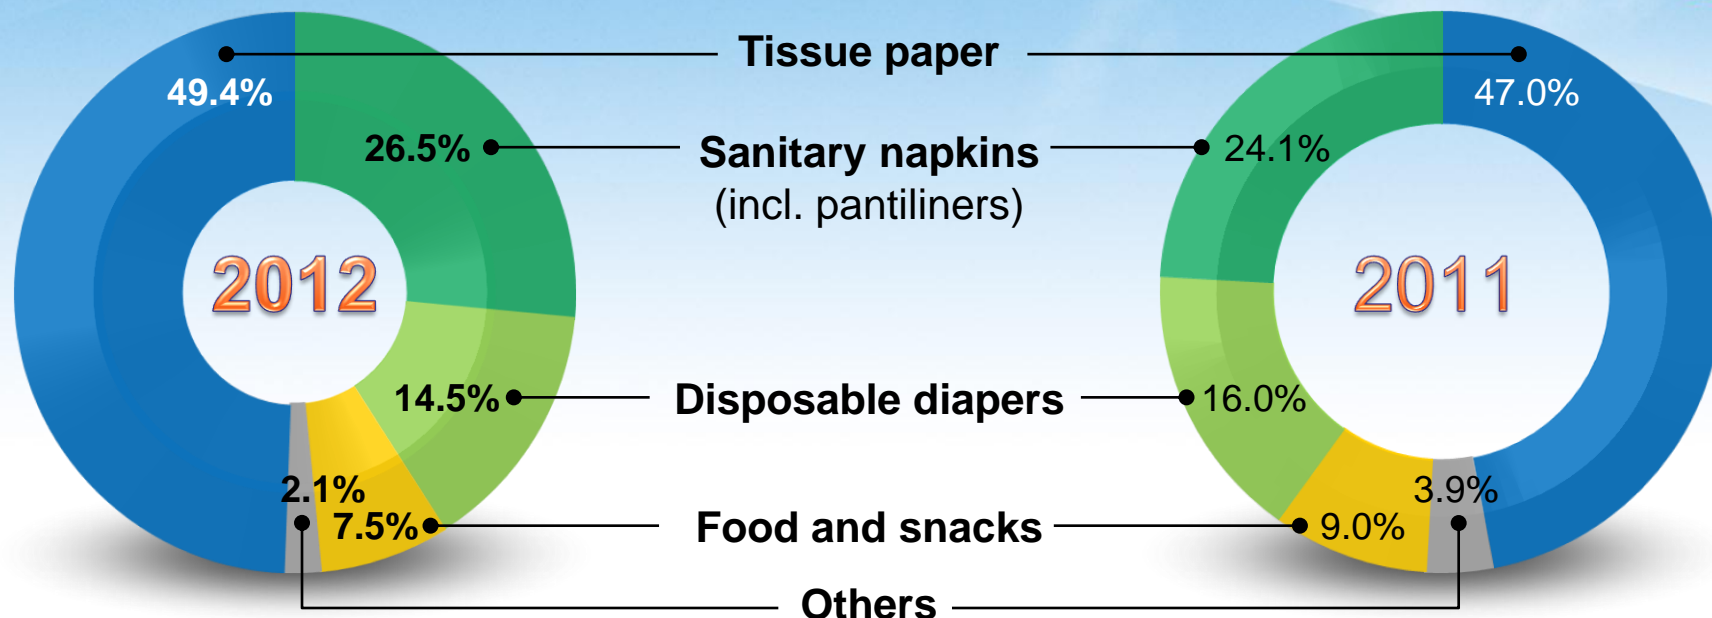 Tissue paper
49.4%
47.0%
26.5%
Sanitary napkins
(incl. pantiliners)
24.1%
2012
2011
14.5%
Disposable diapers
16.0%
2.1%
3.9%
7.5%
Food and snacks
9.0%
Others